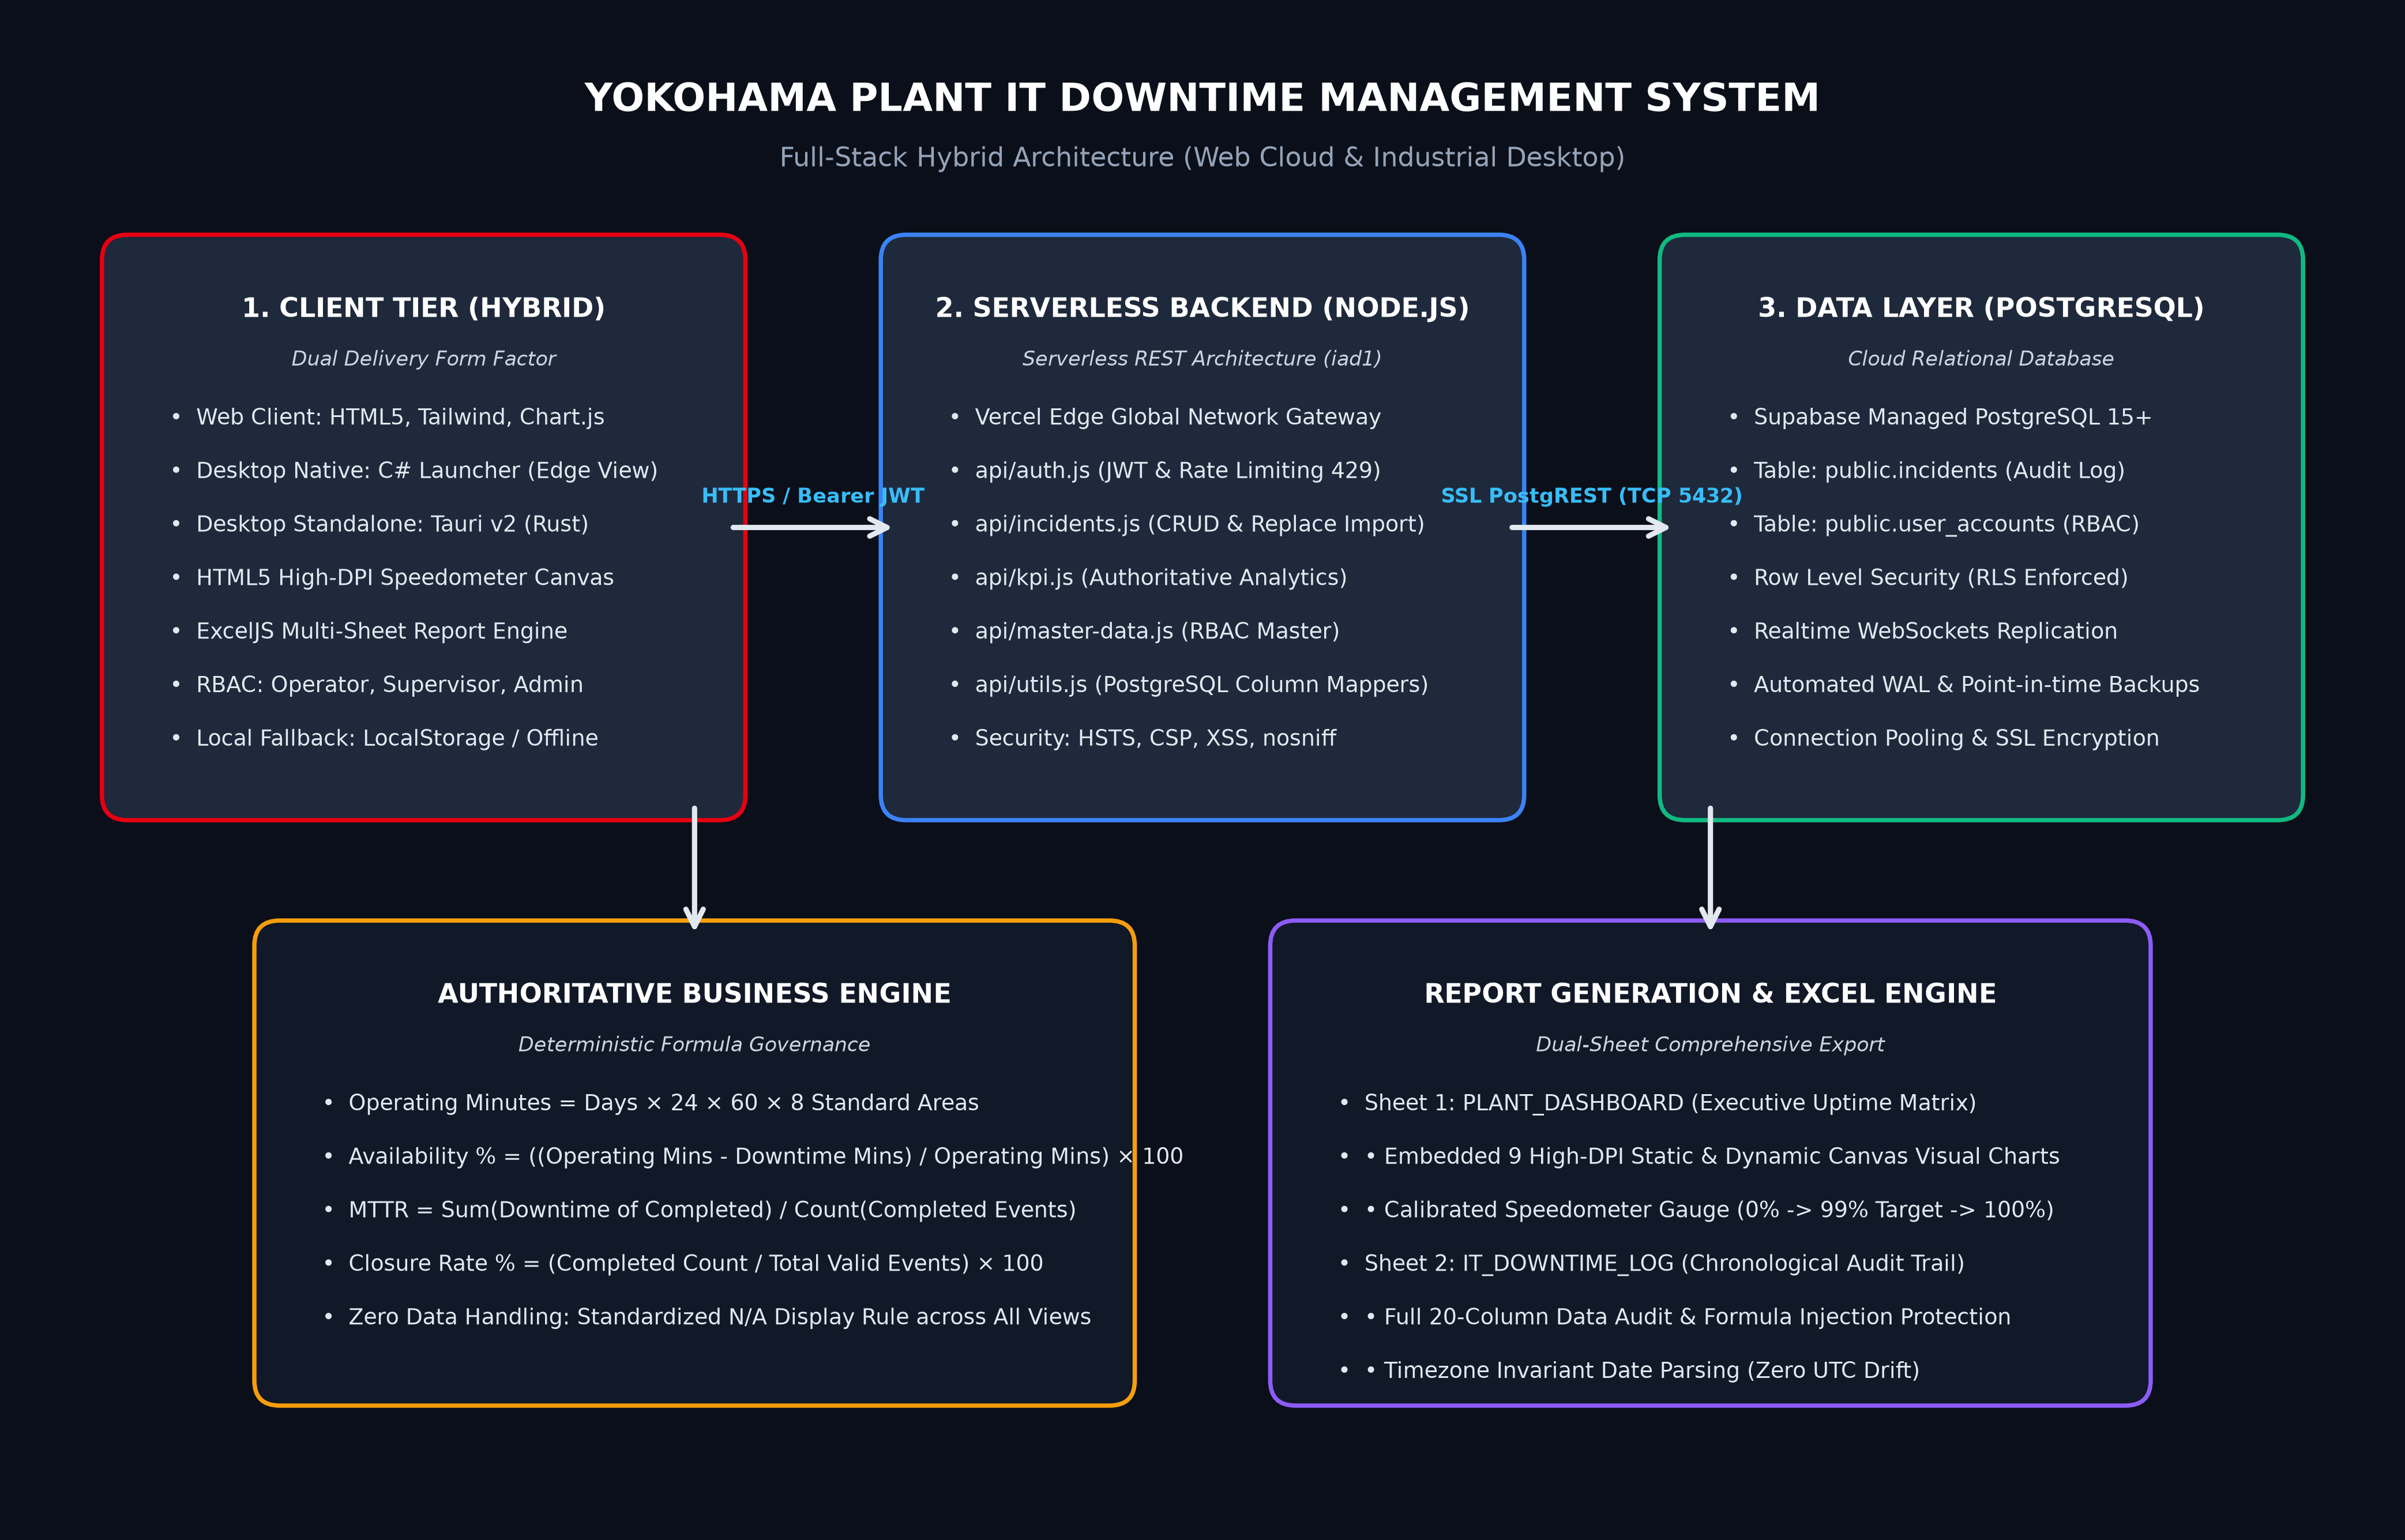 YOKOHAMA PLANT IT DOWNTIME MANAGEMENT SYSTEM
Full-Stack Hybrid Architecture (Web Cloud & Industrial Desktop)
1. CLIENT TIER (HYBRID)
Dual Delivery Form Factor
• Web Client: HTML5, Tailwind, Chart.js
• Desktop Native: C# Launcher (Edge View)
• Desktop Standalone: Tauri v2 (Rust)
• HTML5 High-DPI Speedometer Canvas
• ExcelJS Multi-Sheet Report Engine
• RBAC: Operator, Supervisor, Admin
• Local Fallback: LocalStorage / Offline
HTTPS / Bearer JWT
2. SERVERLESS BACKEND (NODE.JS)
Serverless REST Architecture (iad1)
• Vercel Edge Global Network Gateway
• api/auth.js (JWT & Rate Limiting 429)
• api/incidents.js (CRUD & Replace Import)
• api/kpi.js (Authoritative Analytics)
• api/master-data.js (RBAC Master)
• api/utils.js (PostgreSQL Column Mappers)
• Security: HSTS, CSP, XSS, nosniff
SSL PostgREST (TCP 5432)
3. DATA LAYER (POSTGRESQL)
Cloud Relational Database
• Supabase Managed PostgreSQL 15+
• Table: public.incidents (Audit Log)
• Table: public.user_accounts (RBAC)
• Row Level Security (RLS Enforced)
• Realtime WebSockets Replication
• Automated WAL & Point-in-time Backups
• Connection Pooling & SSL Encryption
AUTHORITATIVE BUSINESS ENGINE
Deterministic Formula Governance
• Operating Minutes = Days × 24 × 60 × 8 Standard Areas
• Availability % = ((Operating Mins - Downtime Mins) / Operating Mins) × 100
• MTTR = Sum(Downtime of Completed) / Count(Completed Events)
• Closure Rate % = (Completed Count / Total Valid Events) × 100
• Zero Data Handling: Standardized N/A Display Rule across All Views
REPORT GENERATION & EXCEL ENGINE
Dual-Sheet Comprehensive Export
• Sheet 1: PLANT_DASHBOARD (Executive Uptime Matrix)
• • Embedded 9 High-DPI Static & Dynamic Canvas Visual Charts
• • Calibrated Speedometer Gauge (0% -> 99% Target -> 100%)
• Sheet 2: IT_DOWNTIME_LOG (Chronological Audit Trail)
• • Full 20-Column Data Audit & Formula Injection Protection
• • Timezone Invariant Date Parsing (Zero UTC Drift)